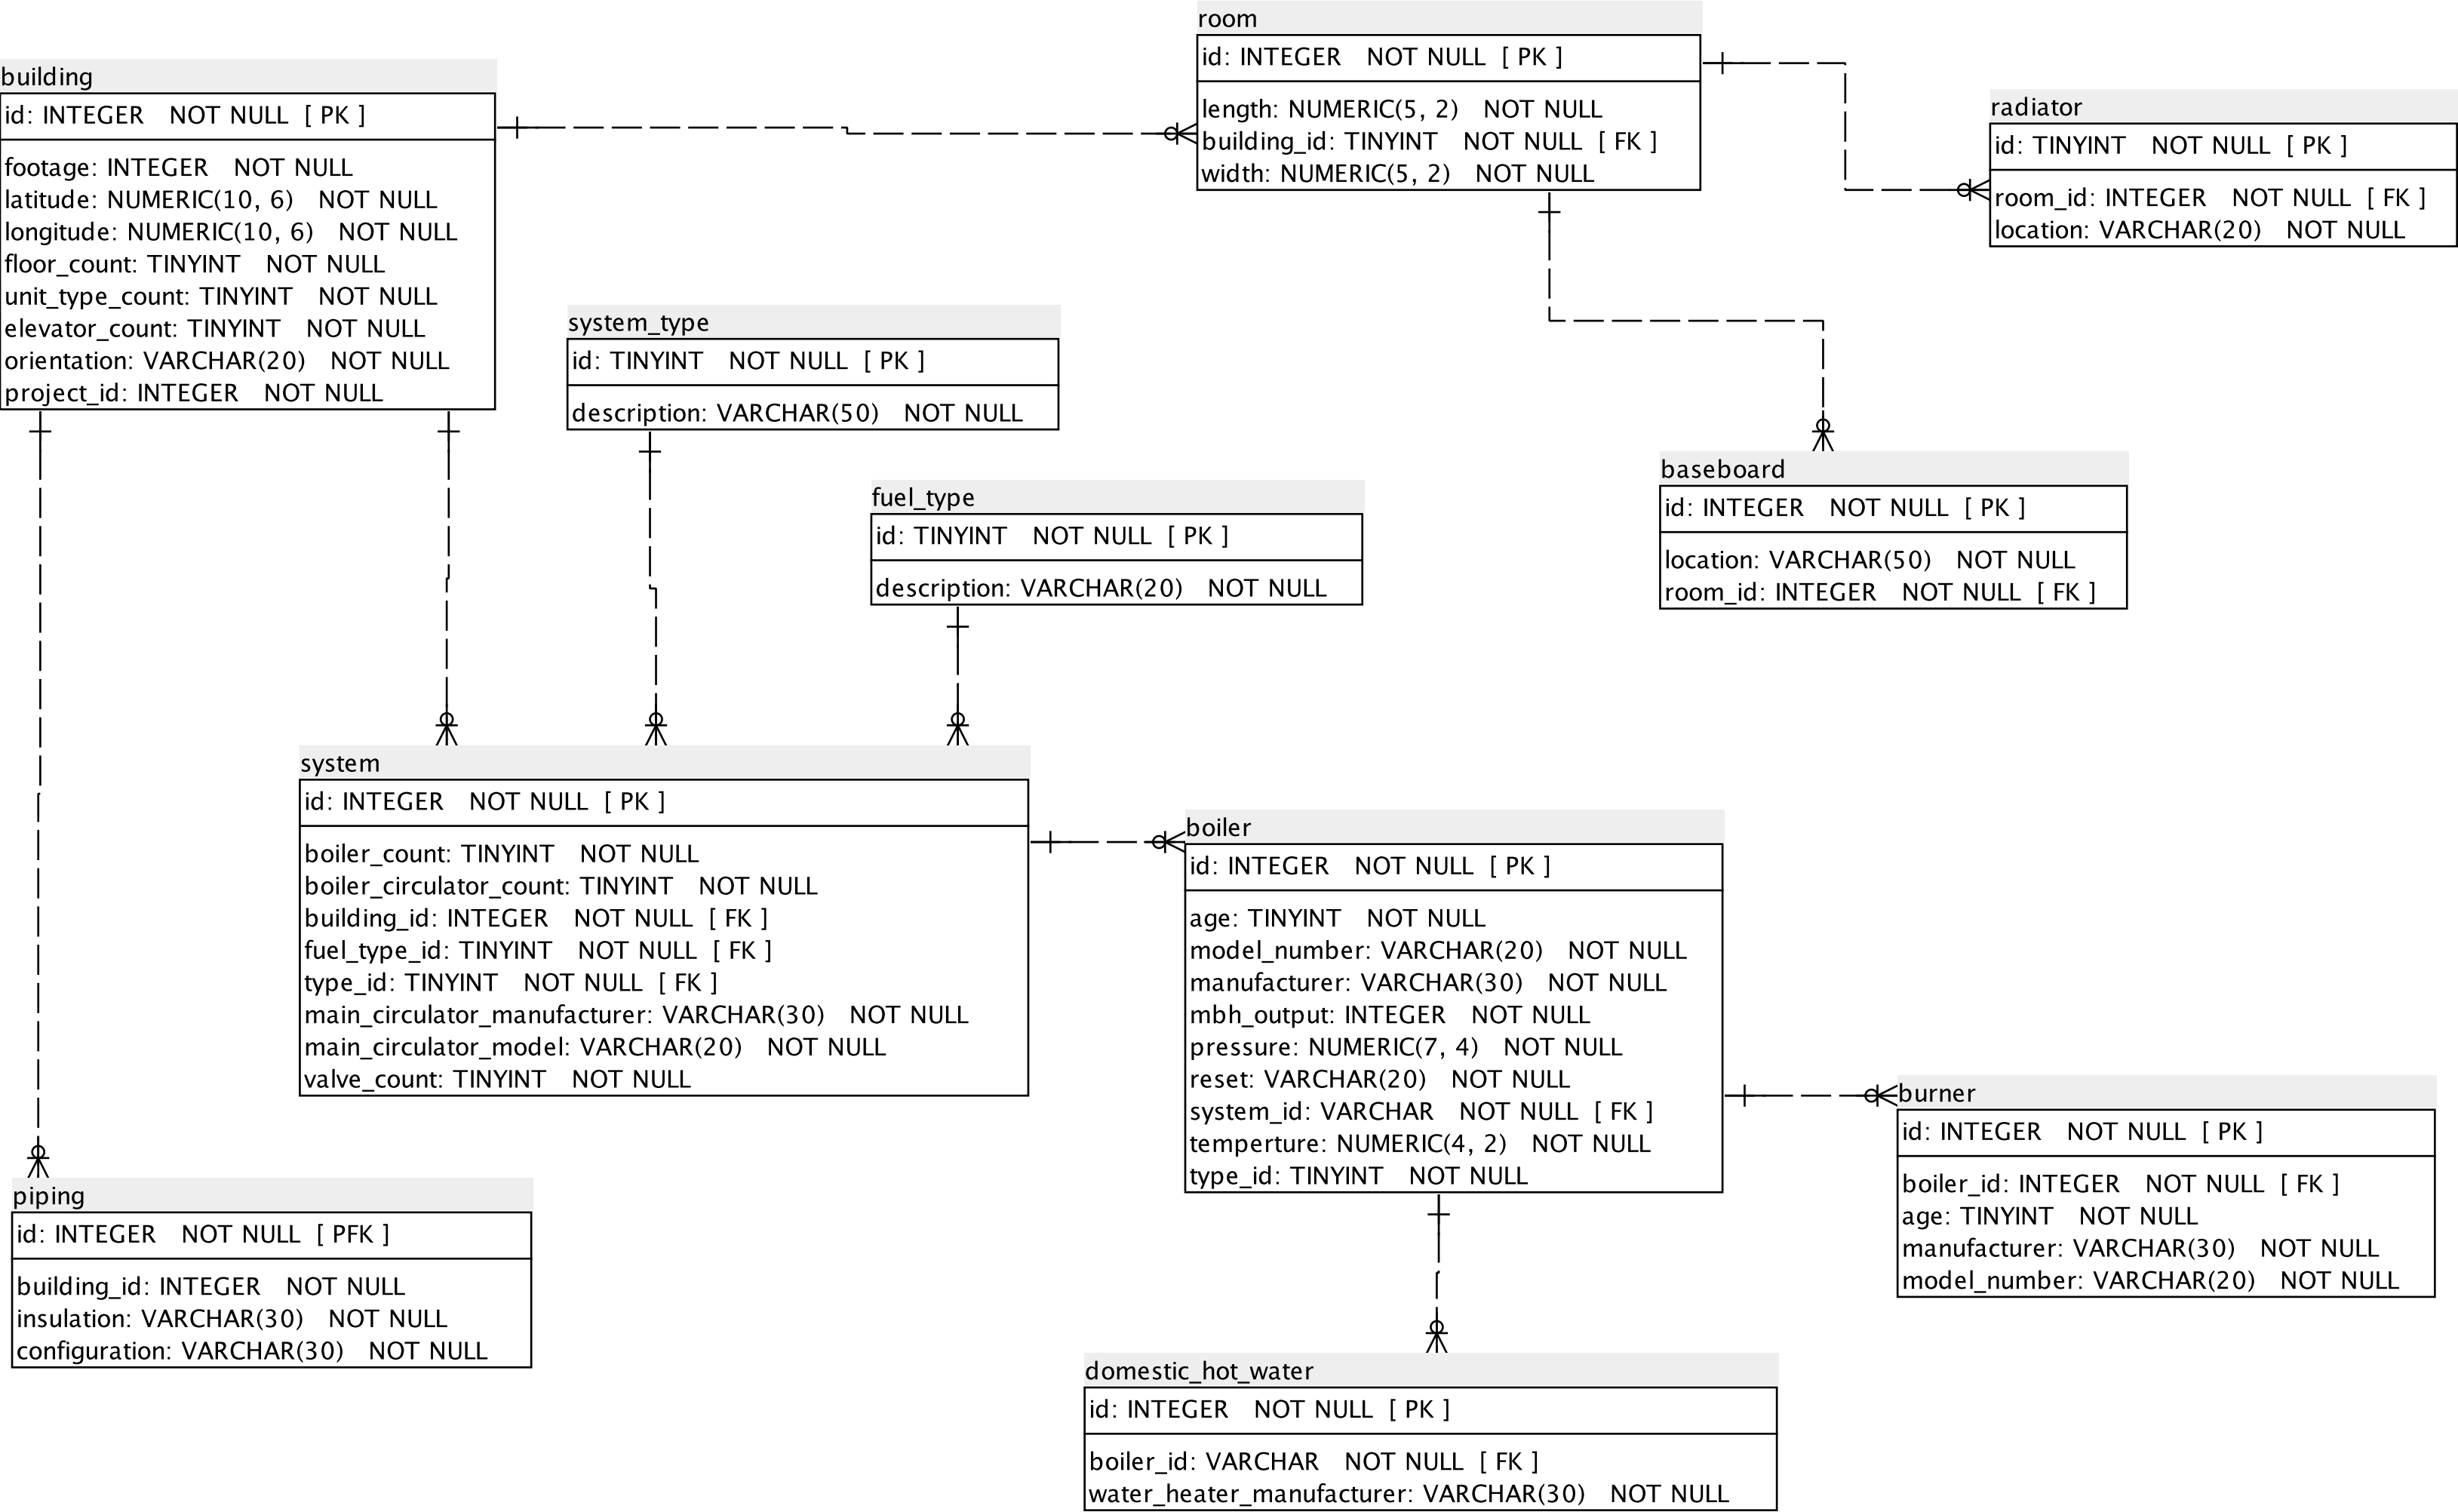 room
id: INTEGER NOT NULL [ PK ]
length: NUMERIC(5, 2) NOT NULL
building_id: TINYINT NOT NULL [ FK ]
width: NUMERIC(5, 2) NOT NULL
building
id: INTEGER NOT NULL [ PK ]
footage: INTEGER NOT NULL
latitude: NUMERIC(10, 6) NOT NULL
longitude: NUMERIC(10, 6) NOT NULL
floor_count: TINYINT NOT NULL
unit_type_count: TINYINT NOT NULL
elevator_count: TINYINT NOT NULL
orientation: VARCHAR(20) NOT NULL
project_id: INTEGER NOT NULL
radiator
id: TINYINT NOT NULL [ PK ]
room_id: INTEGER NOT NULL [ FK ]
location: VARCHAR(20) NOT NULL
system_type
id: TINYINT NOT NULL [ PK ]
description: VARCHAR(50) NOT NULL
fuel_type
id: TINYINT NOT NULL [ PK ]
description: VARCHAR(20) NOT NULL
baseboard
id: INTEGER NOT NULL [ PK ]
location: VARCHAR(50) NOT NULL
room_id: INTEGER NOT NULL [ FK ]
system
id: INTEGER NOT NULL [ PK ]
boiler_count: TINYINT NOT NULL
boiler_circulator_count: TINYINT NOT NULL
building_id: INTEGER NOT NULL [ FK ]
fuel_type_id: TINYINT NOT NULL [ FK ]
type_id: TINYINT NOT NULL [ FK ]
main_circulator_manufacturer: VARCHAR(30) NOT NULL
main_circulator_model: VARCHAR(20) NOT NULL
valve_count: TINYINT NOT NULL
boiler
id: INTEGER NOT NULL [ PK ]
age: TINYINT NOT NULL
model_number: VARCHAR(20) NOT NULL
manufacturer: VARCHAR(30) NOT NULL
mbh_output: INTEGER NOT NULL
pressure: NUMERIC(7, 4) NOT NULL
reset: VARCHAR(20) NOT NULL
system_id: VARCHAR NOT NULL [ FK ]
temperture: NUMERIC(4, 2) NOT NULL
type_id: TINYINT NOT NULL
burner
id: INTEGER NOT NULL [ PK ]
boiler_id: INTEGER NOT NULL [ FK ]
age: TINYINT NOT NULL
manufacturer: VARCHAR(30) NOT NULL
model_number: VARCHAR(20) NOT NULL
piping
id: INTEGER NOT NULL [ PFK ]
building_id: INTEGER NOT NULL
insulation: VARCHAR(30) NOT NULL
configuration: VARCHAR(30) NOT NULL
domestic_hot_water
id: INTEGER NOT NULL [ PK ]
boiler_id: VARCHAR NOT NULL [ FK ]
water_heater_manufacturer: VARCHAR(30) NOT NULL